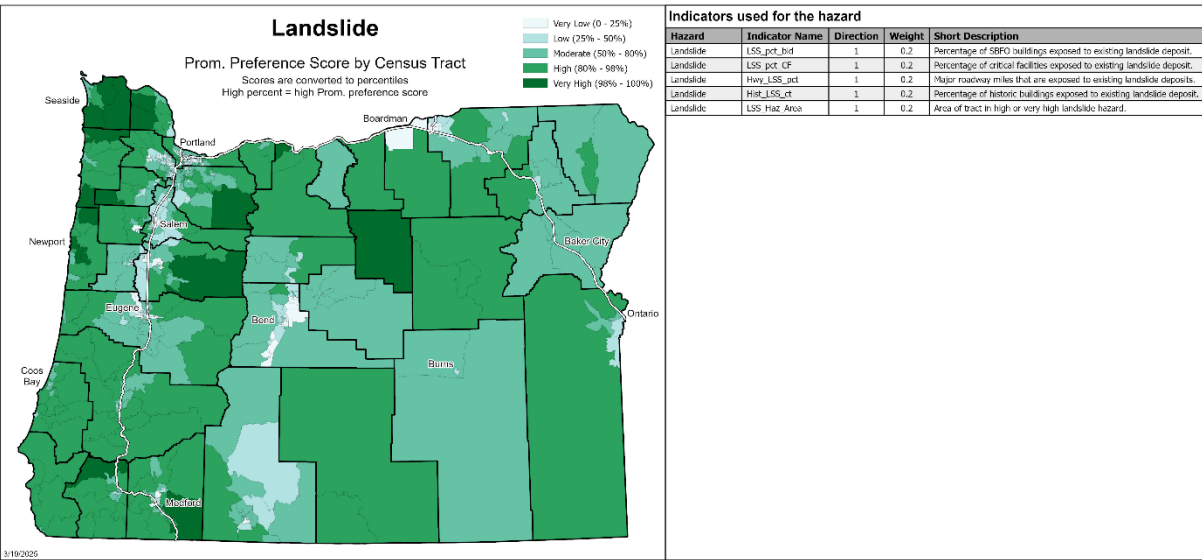 Landslide
Prom. Preference Score by Census Tract
Scores are converted to percentiles
High percent = high Prom. preference score
Very Low (0 - 25%)
Low (25% - 50%)
Moderate (50% - 80%)
High (80% - 98%)
Very High (98% - 100%)
Seaside
Portland
Boardman
Salem
Newport
Baker City
Eugene
Bend
Ontario
Burns
Coos
Bay
Medford
3/19/2025
Indicators used for the hazard
Hazard Indicator Name Direction Weight Short Description
Landslide LSS_pct_bld 1 0.2 Percentage of SBFO buildings exposed to existing landslide deposit.
Landslide LSS_pct_CF 1 0.2 Percentage of critical facilities exposed to existing landslide deposit.
Landslide Hwy_LSS_pct 1 0.2 Major roadway miles that are exposed to existing landslide deposits.
Landslide Hist_LSS_ct 1 0.2 Percentage of historic buildings exposed to existing landslide deposit.
Landslide LSS_Haz_Area 1 0.2 Area of tract in high or very high landslide hazard.